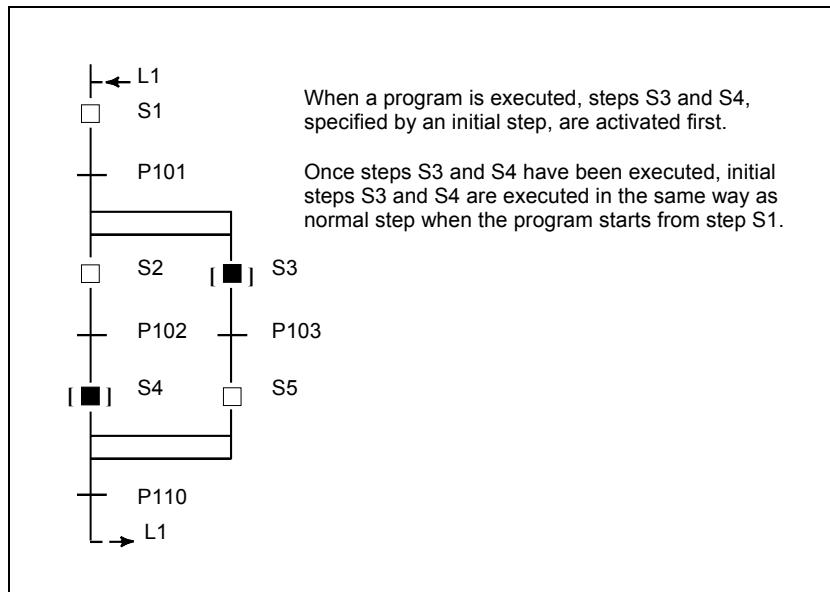 L1
S1
When a program is executed, steps S3 and S4,
specified by an initial step, are activated first.
P101
Once steps S3 and S4 have been executed, initial
steps S3 and S4 are executed in the same way as
normal step when the program starts from step S1.
S2
[ ] S3
P102
P103
[ ] S4
S5
P110
L1